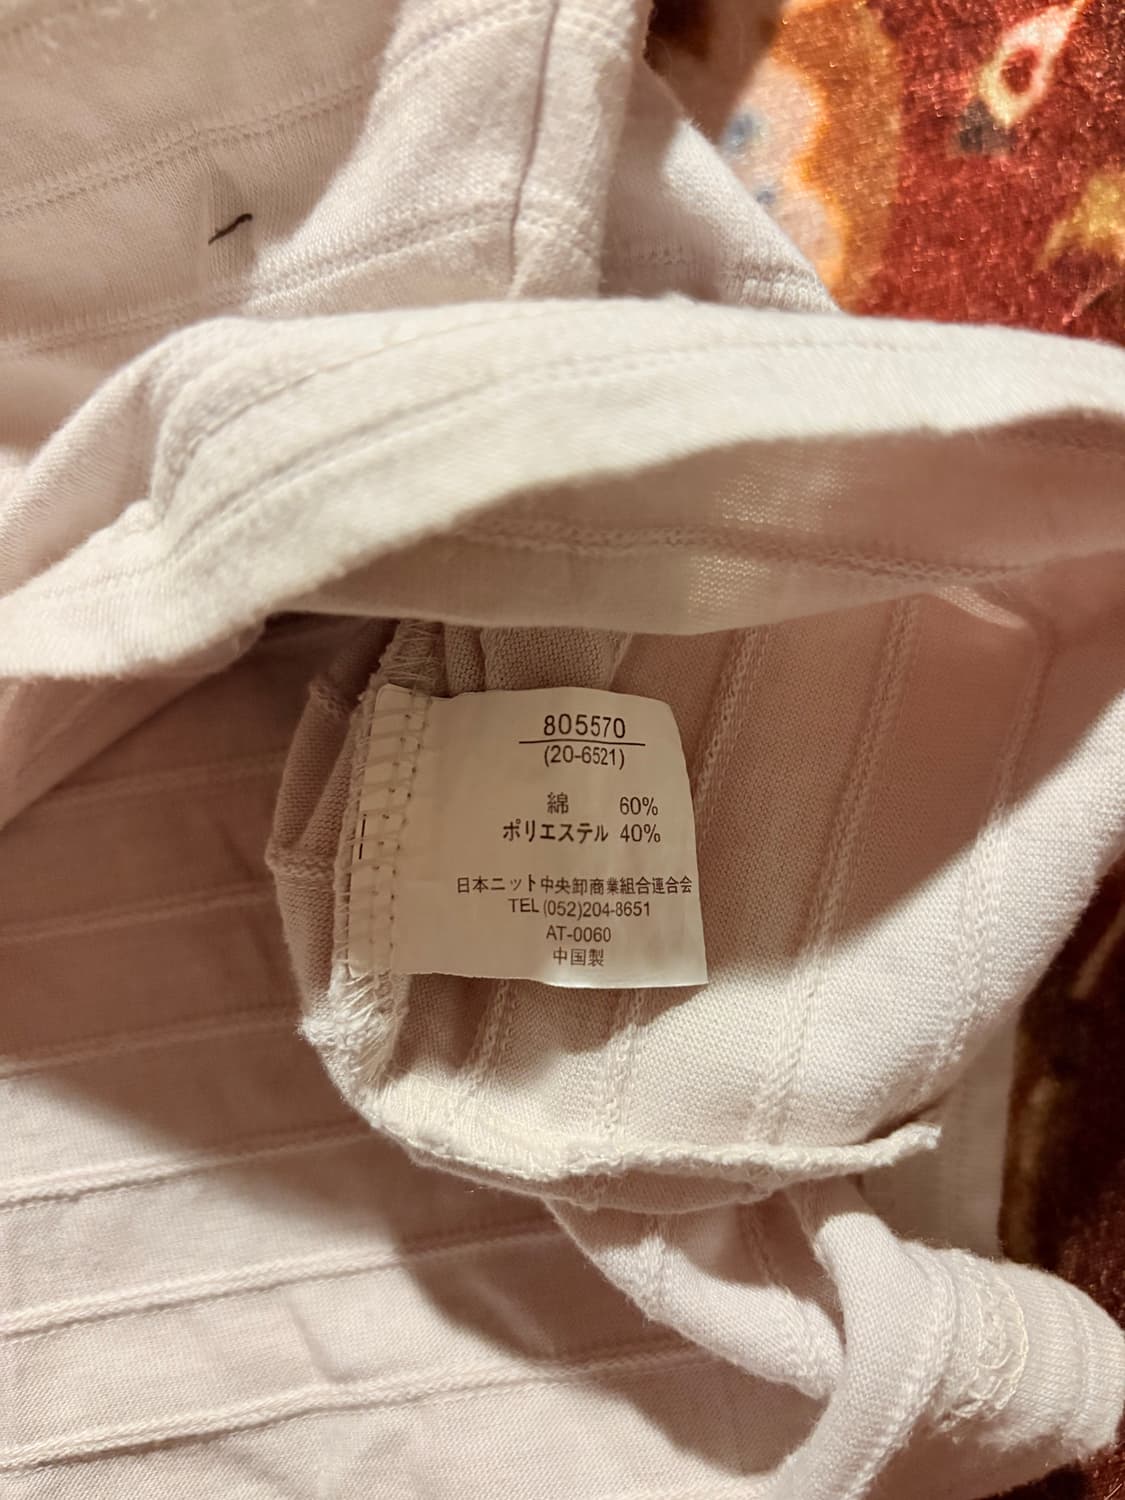 805570
(20-6521)
綿 60%
ポリエステル 40%
日本ニット中央卸商業組合連合会
TEL (052)204-8651
AT-0060
中国製